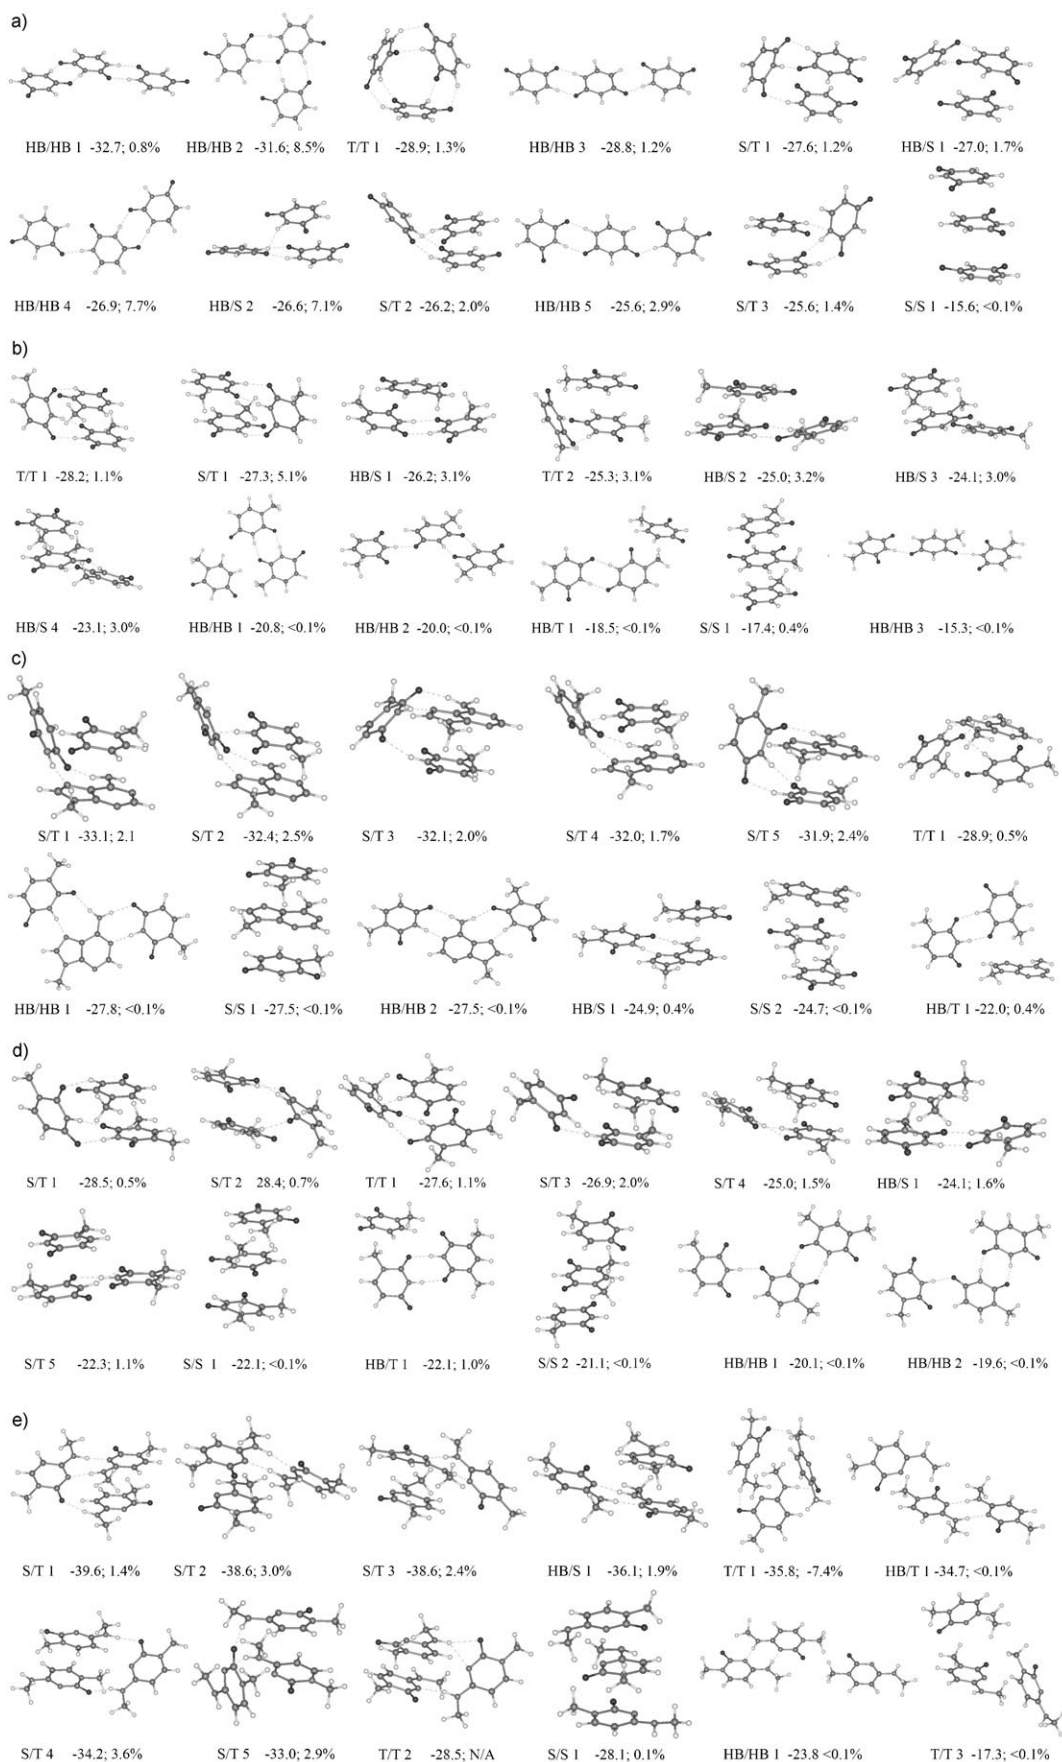 a)
HB/HB 1 -32.7; 0.8% HB/HB 2 -31.6; 8.5% T/T 1 -28.9; 1.3% HB/HB 3 -28.8; 1.2% S/T 1 -27.6; 1.2% HB/S 1 -27.0; 1.7%
HB/HB 4 -26.9; 7.7% HB/S 2 -26.6; 7.1% S/T 2 -26.2; 2.0% HB/HB 5 -25.6; 2.9% S/T 3 -25.6; 1.4% S/S 1 -15.6; <0.1%
b)
T/T 1 -28.2; 1.1% S/T 1 -27.3; 5.1% HB/S 1 -26.2; 3.1% T/T 2 -25.3; 3.1% HB/S 2 -25.0; 3.2% HB/S 3 -24.1; 3.0%
HB/S 4 -23.1; 3.0% HB/HB 1 -20.8; <0.1% HB/HB 2 -20.0; <0.1% HB/T 1 -18.5; <0.1% S/S 1 -17.4; 0.4% HB/HB 3 -15.3; <0.1%
c)
S/T 1 -33.1; 2.1 S/T 2 -32.4; 2.5% S/T 3 -32.1; 2.0% S/T 4 -32.0; 1.7% S/T 5 -31.9; 2.4% T/T 1 -28.9; 0.5%
HB/HB 1 -27.8; <0.1% S/S 1 -27.5; <0.1% HB/HB 2 -27.5; <0.1% HB/S 1 -24.9; 0.4% S/S 2 -24.7; <0.1% HB/T 1 -22.0; 0.4%
d)
S/T 1 -28.5; 0.5% S/T 2 28.4; 0.7% T/T 1 -27.6; 1.1% S/T 3 -26.9; 2.0% S/T 4 -25.0; 1.5% HB/S 1 -24.1; 1.6%
S/T 5 -22.3; 1.1% S/S 1 -22.1; <0.1% HB/T 1 -22.1; 1.0% S/S 2 -21.1; <0.1% HB/HB 1 -20.1; <0.1% HB/HB 2 -19.6; <0.1%
e)
S/T 1 -39.6; 1.4% S/T 2 -38.6; 3.0% S/T 3 -38.6; 2.4% HB/S 1 -36.1; 1.9% T/T 1 -35.8; -7.4% HB/T 1 -34.7; <0.1%
S/T 4 -34.2; 3.6% S/T 5 -33.0; 2.9% T/T 2 -28.5; N/A S/S 1 -28.1; 0.1% HB/HB 1 -23.8 <0.1% T/T 3 -17.3; <0.1%